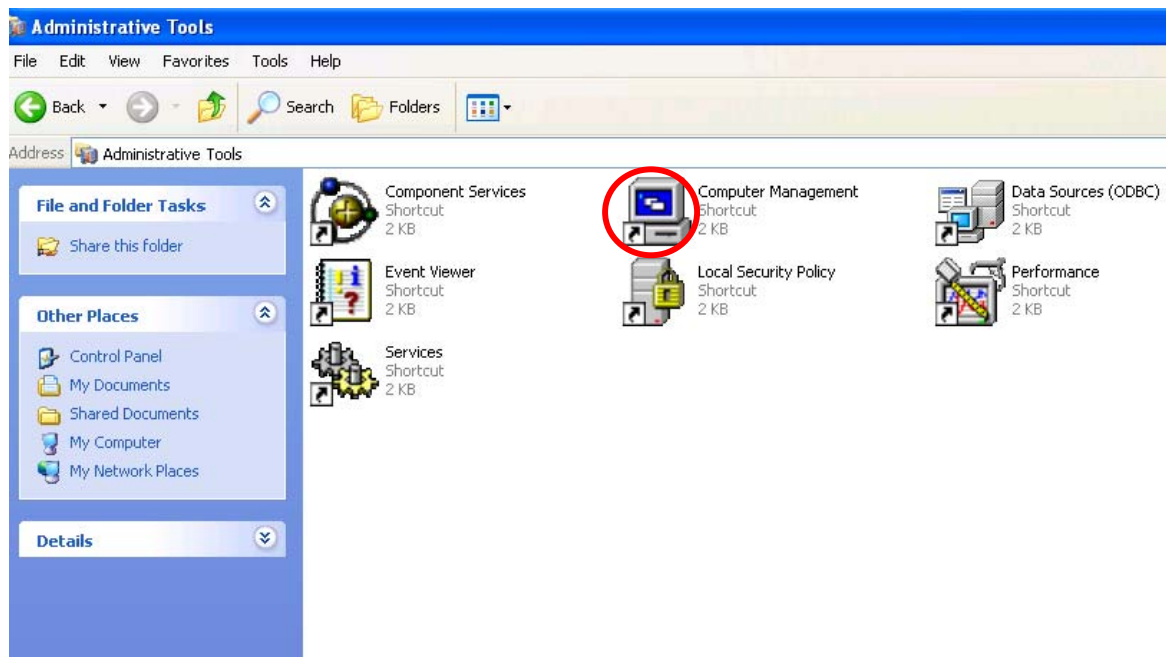 Administrative Tools
File Edit View Favorites Tools Help
Back Search Folders
Address Administrative Tools
File and Folder Tasks
Share this folder
Other Places
Control Panel
My Documents
Shared Documents
My Computer
My Network Places
Details
Component Services
Shortcut
2 KB
Computer Management
Shortcut
2 KB
Data Sources (ODBC)
Shortcut
2 KB
Event Viewer
Shortcut
2 KB
Local Security Policy
Shortcut
2 KB
Performance
Shortcut
2 KB
Services
Shortcut
2 KB